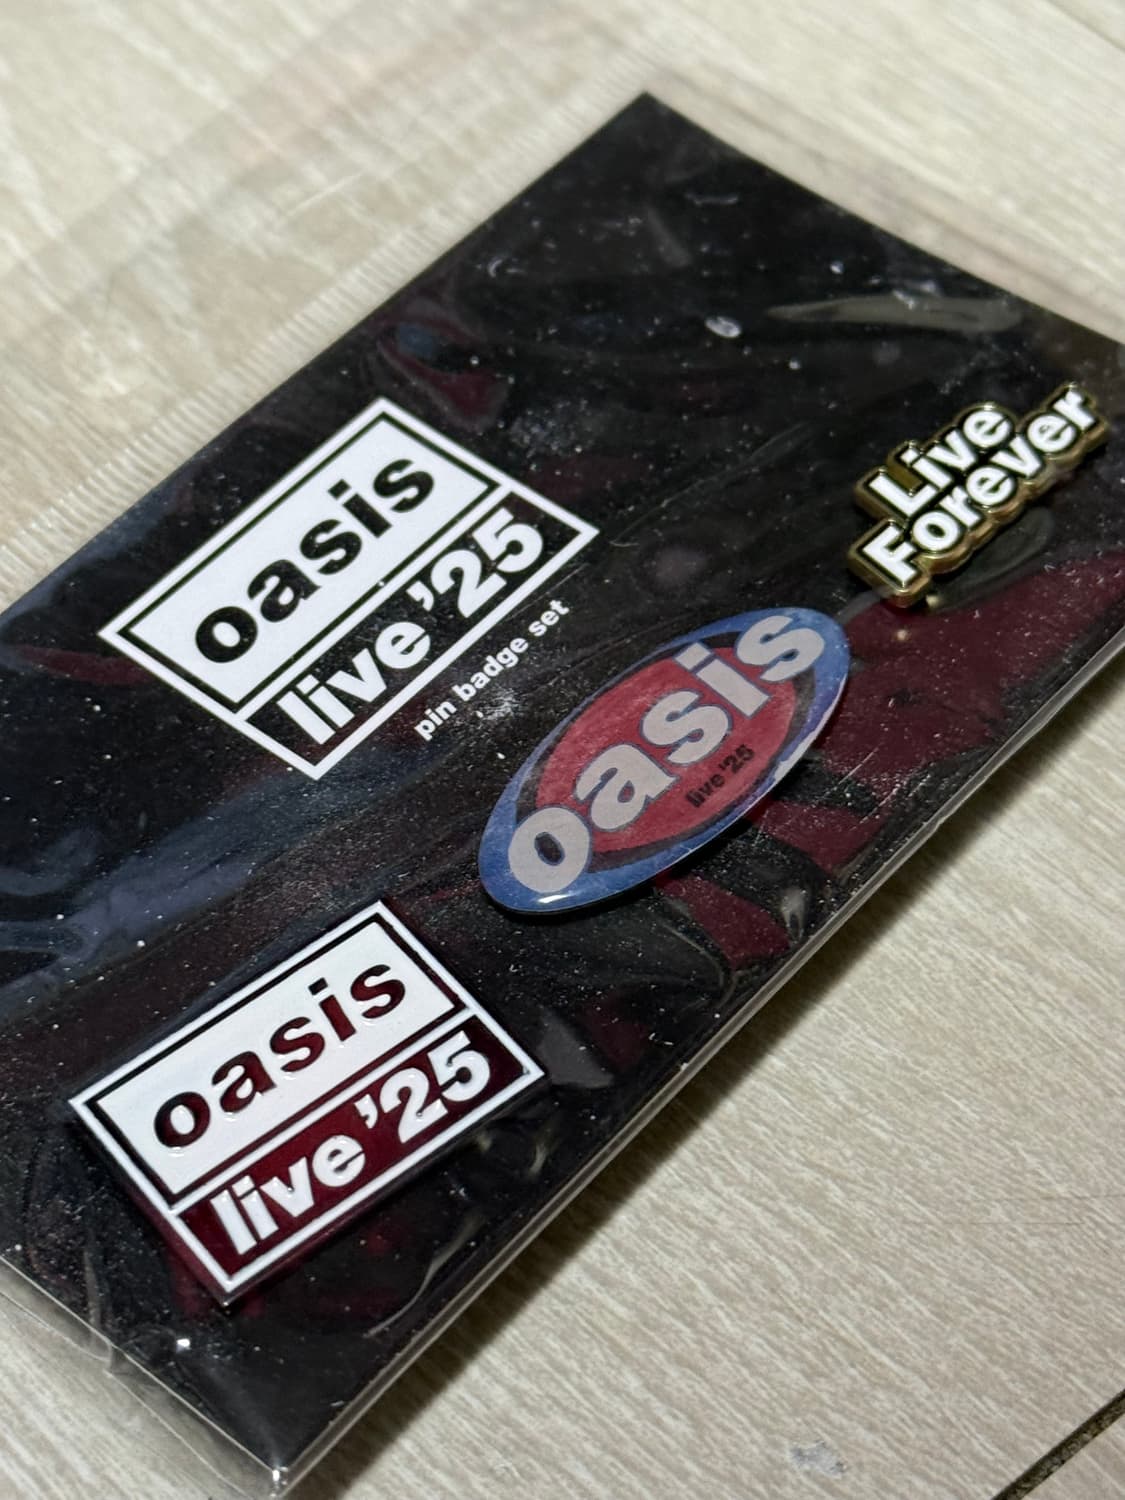 oasis
live '25
pin badge set
Live
Forever
oasis
live '25
oasis
live '25